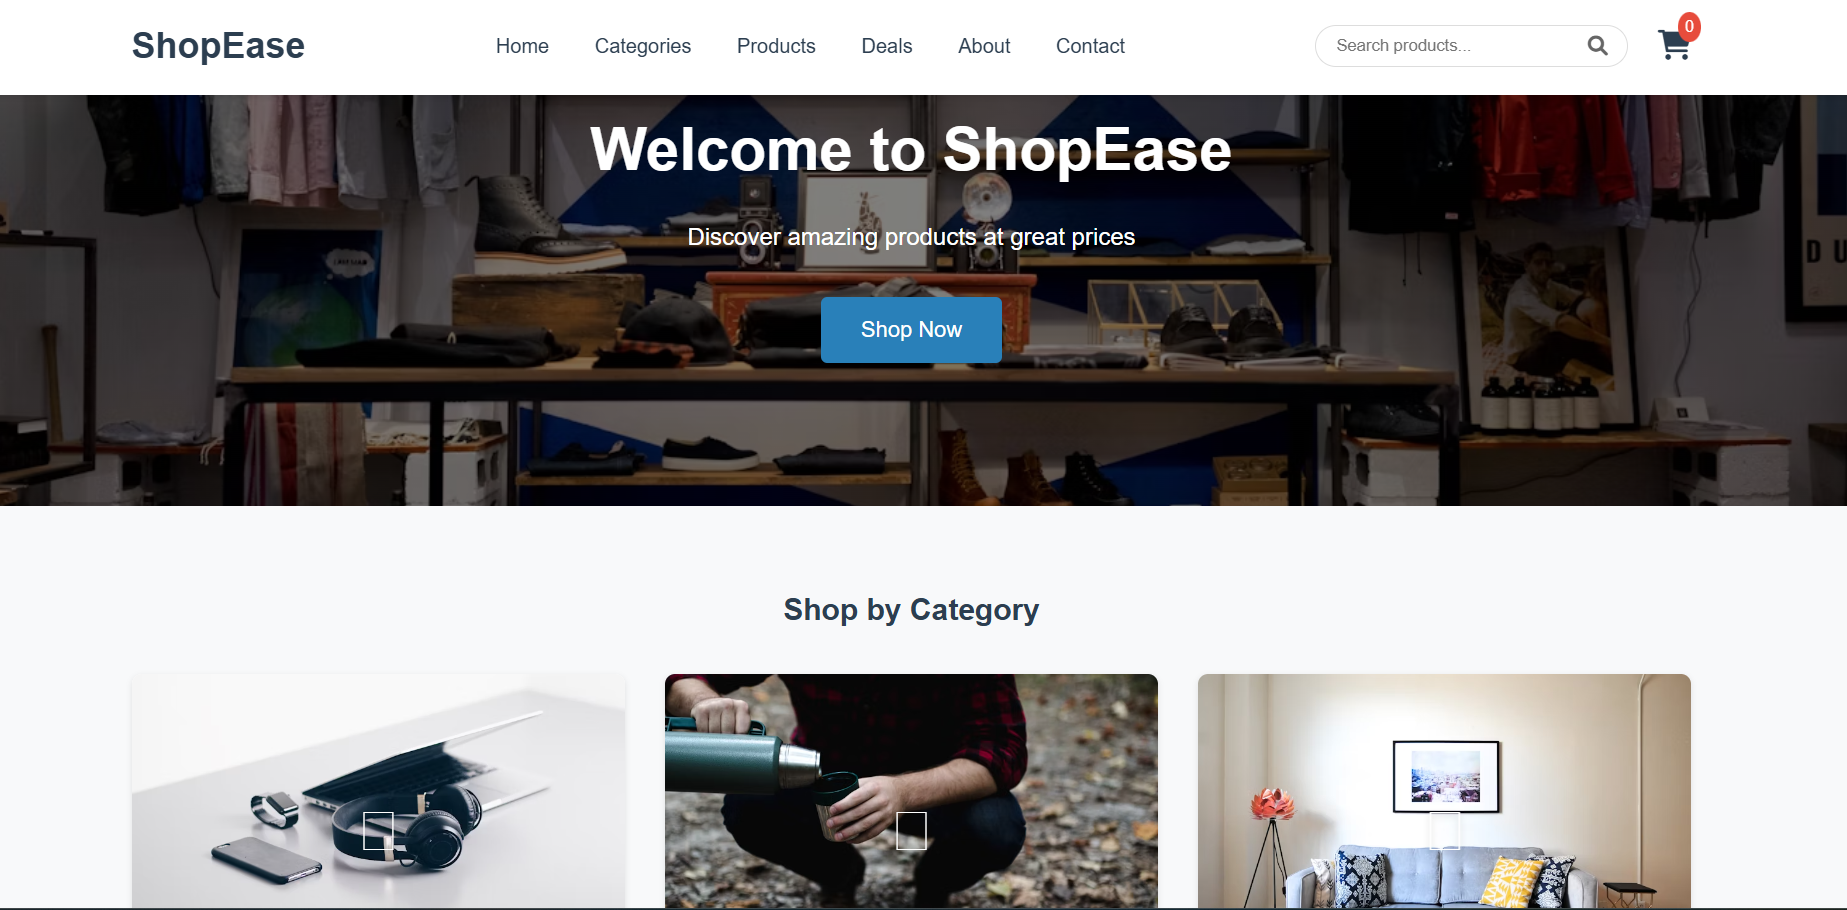 ShopEase
Home
Categories
Products
Deals
About
Contact
Search products...
0
Welcome to ShopEase
Discover amazing products at great prices
Shop Now
Shop by Category